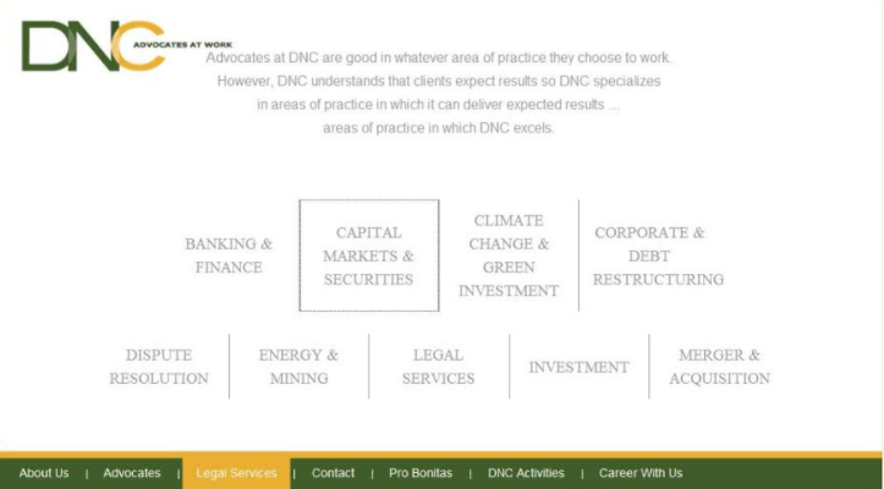 DNC ADVOCATES AT WORK
Advocates at DNC are good in whatever area of practice they choose to work.
However, DNC understands that clients expect results so DNC specializes
in areas of practice in which it can deliver expected results ...
areas of practice in which DNC excels.
BANKING &
FINANCE
CAPITAL
MARKETS &
SECURITIES
CLIMATE
CHANGE &
GREEN
INVESTMENT
CORPORATE &
DEBT
RESTRUCTURING
DISPUTE
RESOLUTION
ENERGY &
MINING
LEGAL
SERVICES
INVESTMENT
MERGER &
ACQUISITION
About Us | Advocates | Legal Services | Contact | Pro Bonitas | DNC Activities | Career With Us